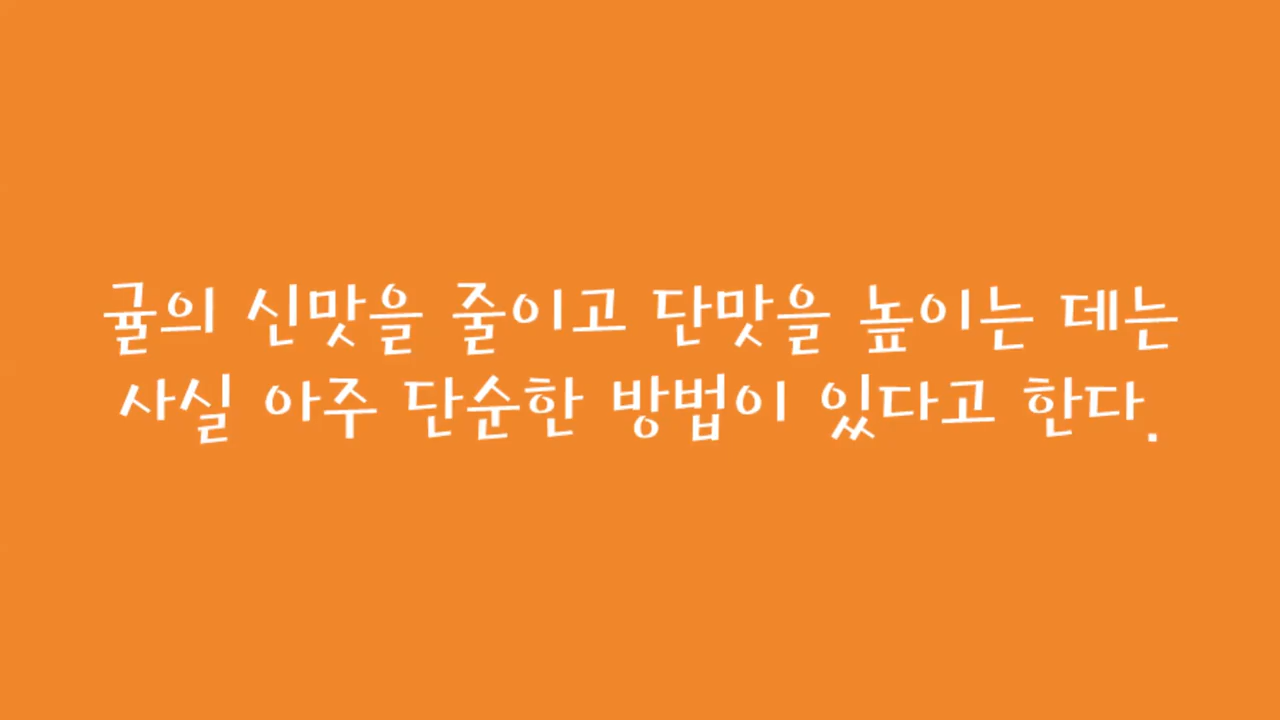 귤의 신맛을 줄이고 단맛을 높이는 데는
사실 아주 단순한 방법이 있다고 한다.